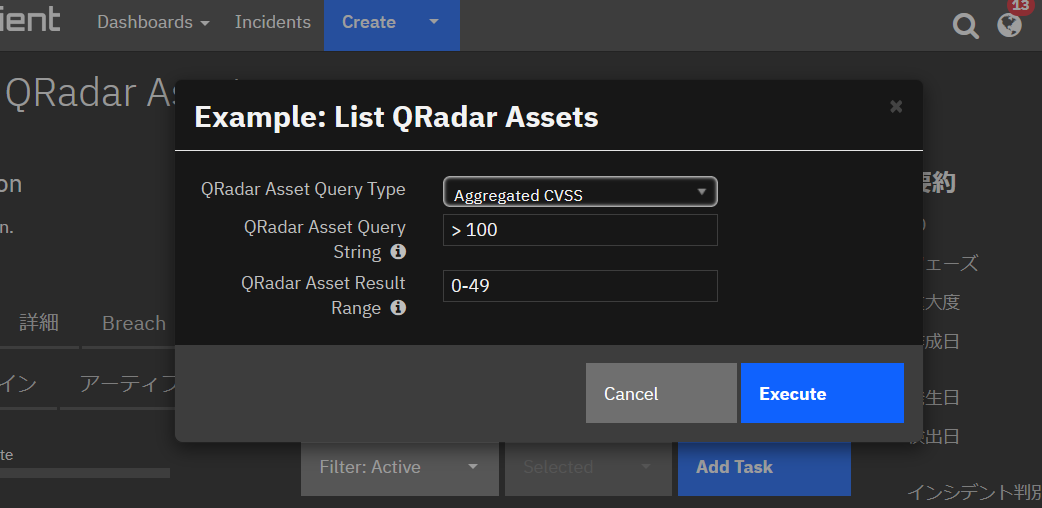 ient Dashboards Incidents Create 13
QRadar As
Example: List QRadar Assets
on
要約
n.
QRadar Asset Query Type Aggregated CVSS
QRadar Asset Query
String
> 100
QRadar Asset Result
Range
0-49
ェーズ
大度
成日
詳細 Breach
イン アーティフ
生日
出日
Cancel Execute
te
Filter: Active Selected Add Task
インシデント判別